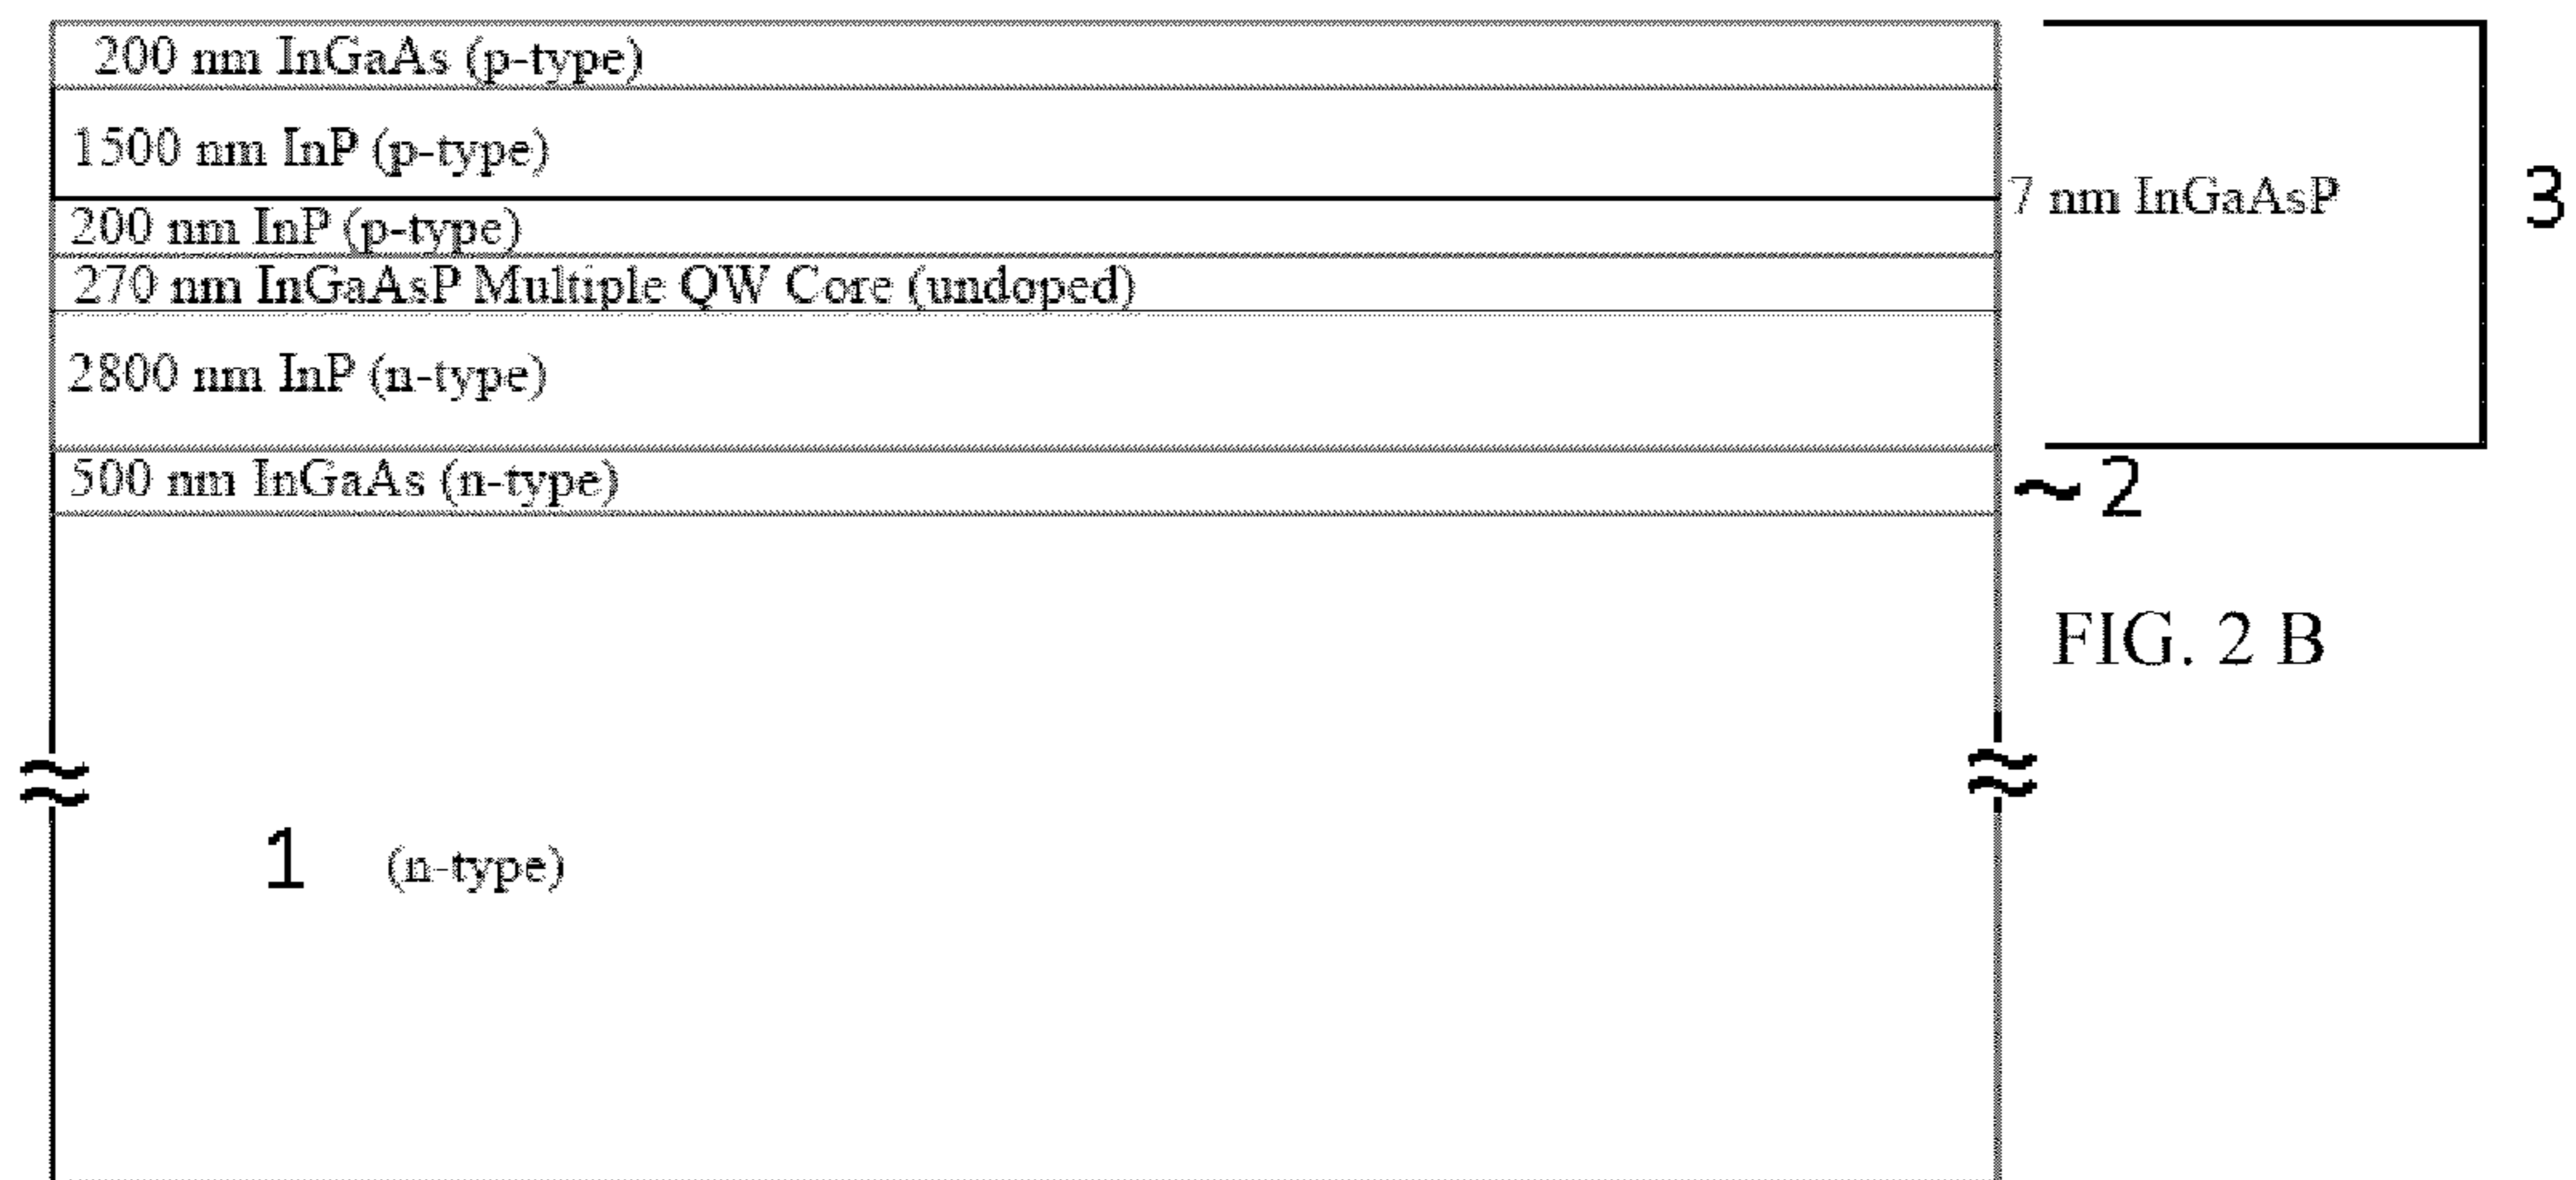 200 nm InGaAs (p-type)
1500 nm InP (p-type)
7 nm InGaAsP
3
200 nm InP (p-type)
270 nm InGaAsP Multiple QW Core (undoped)
2800 nm InP (n-type)
500 nm InGaAs (n-type)
~2
FIG. 2 B
1 (n-type)